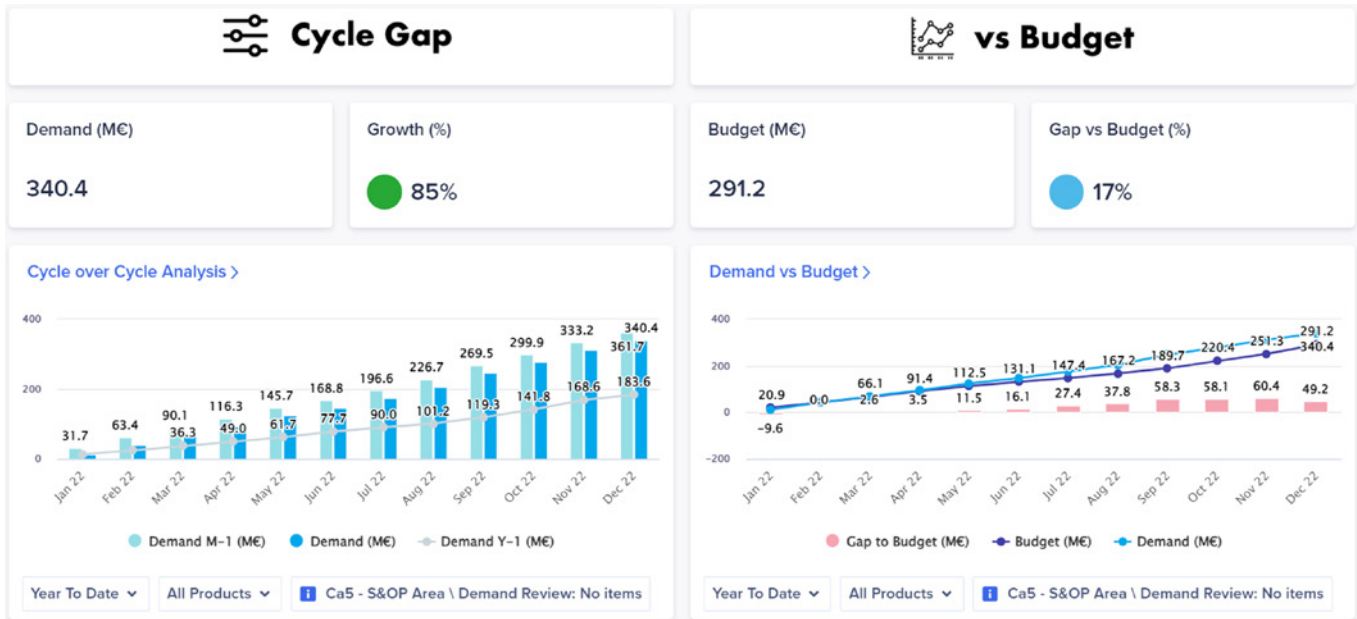 Cycle Gap
vs Budget
Demand (M€)
340.4
Growth (%)
85%
Budget (M€)
291.2
Gap vs Budget (%)
17%
Cycle over Cycle Analysis >
400
200
0
31.7
63.4
90.1
116.3
145.7
168.8
196.6
226.7
269.5
299.9
333.2
340.4
361.7
36.3
49.0
61.7
77.7
90.0
101.2
119.3
141.8
168.6
183.6
Jan 22
Feb 22
Mar 22
Apr 22
May 22
Jun 22
Jul 22
Aug 22
Sep 22
Oct 22
Nov 22
Dec 22
Demand M-1 (M€)
Demand (M€)
Demand Y-1 (M€)
Year To Date
All Products
i Ca5 - S&OP Area \ Demand Review: No items
Demand vs Budget >
400
200
0
-200
20.9
66.1
91.4
112.5
131.1
147.4
167.2
189.7
220.4
251.3
291.2
340.4
-9.6
0.0
2.6
3.5
11.5
16.1
27.4
37.8
58.3
58.1
60.4
49.2
Jan 22
Feb 22
Mar 22
Apr 22
May 22
Jun 22
Jul 22
Aug 22
Sep 22
Oct 22
Nov 22
Dec 22
Gap to Budget (M€)
Budget (M€)
Demand (M€)
Year To Date
All Products
i Ca5 - S&OP Area \ Demand Review: No items